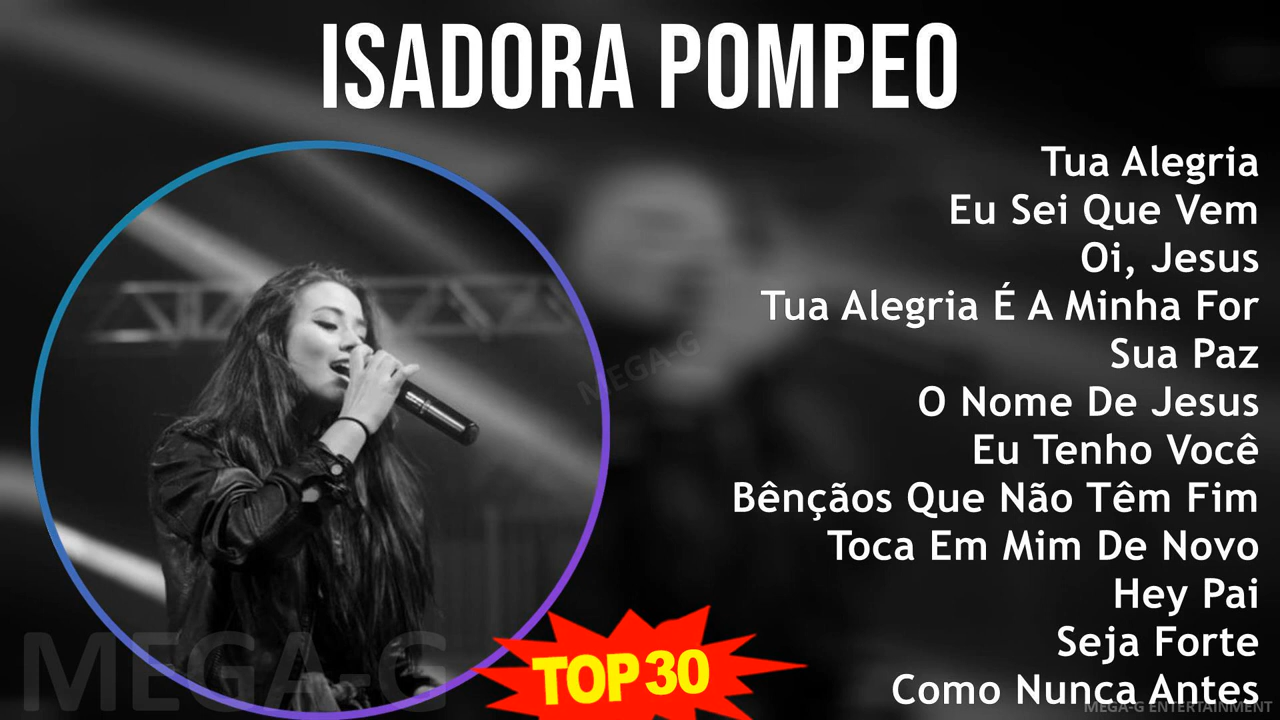 ISADORA POMPEO
Tua Alegria
Eu Sei Que Vem
Oi, Jesus
Tua Alegria É A Minha For
Sua Paz
O Nome De Jesus
Eu Tenho Você
Bênçãos Que Não Têm Fim
Toca Em Mim De Novo
Hey Pai
Seja Forte
Como Nunca Antes
TOP 30
MEGA-G
MEGA-G
MEGA-G ENTERTAINMENT